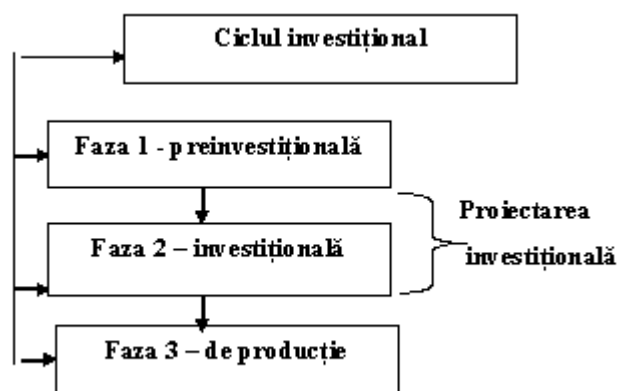 Ciclul investițional
Faza 1 - preinvestițională
Proiectarea
investițională
Faza 2 – investițională
Faza 3 – de producție